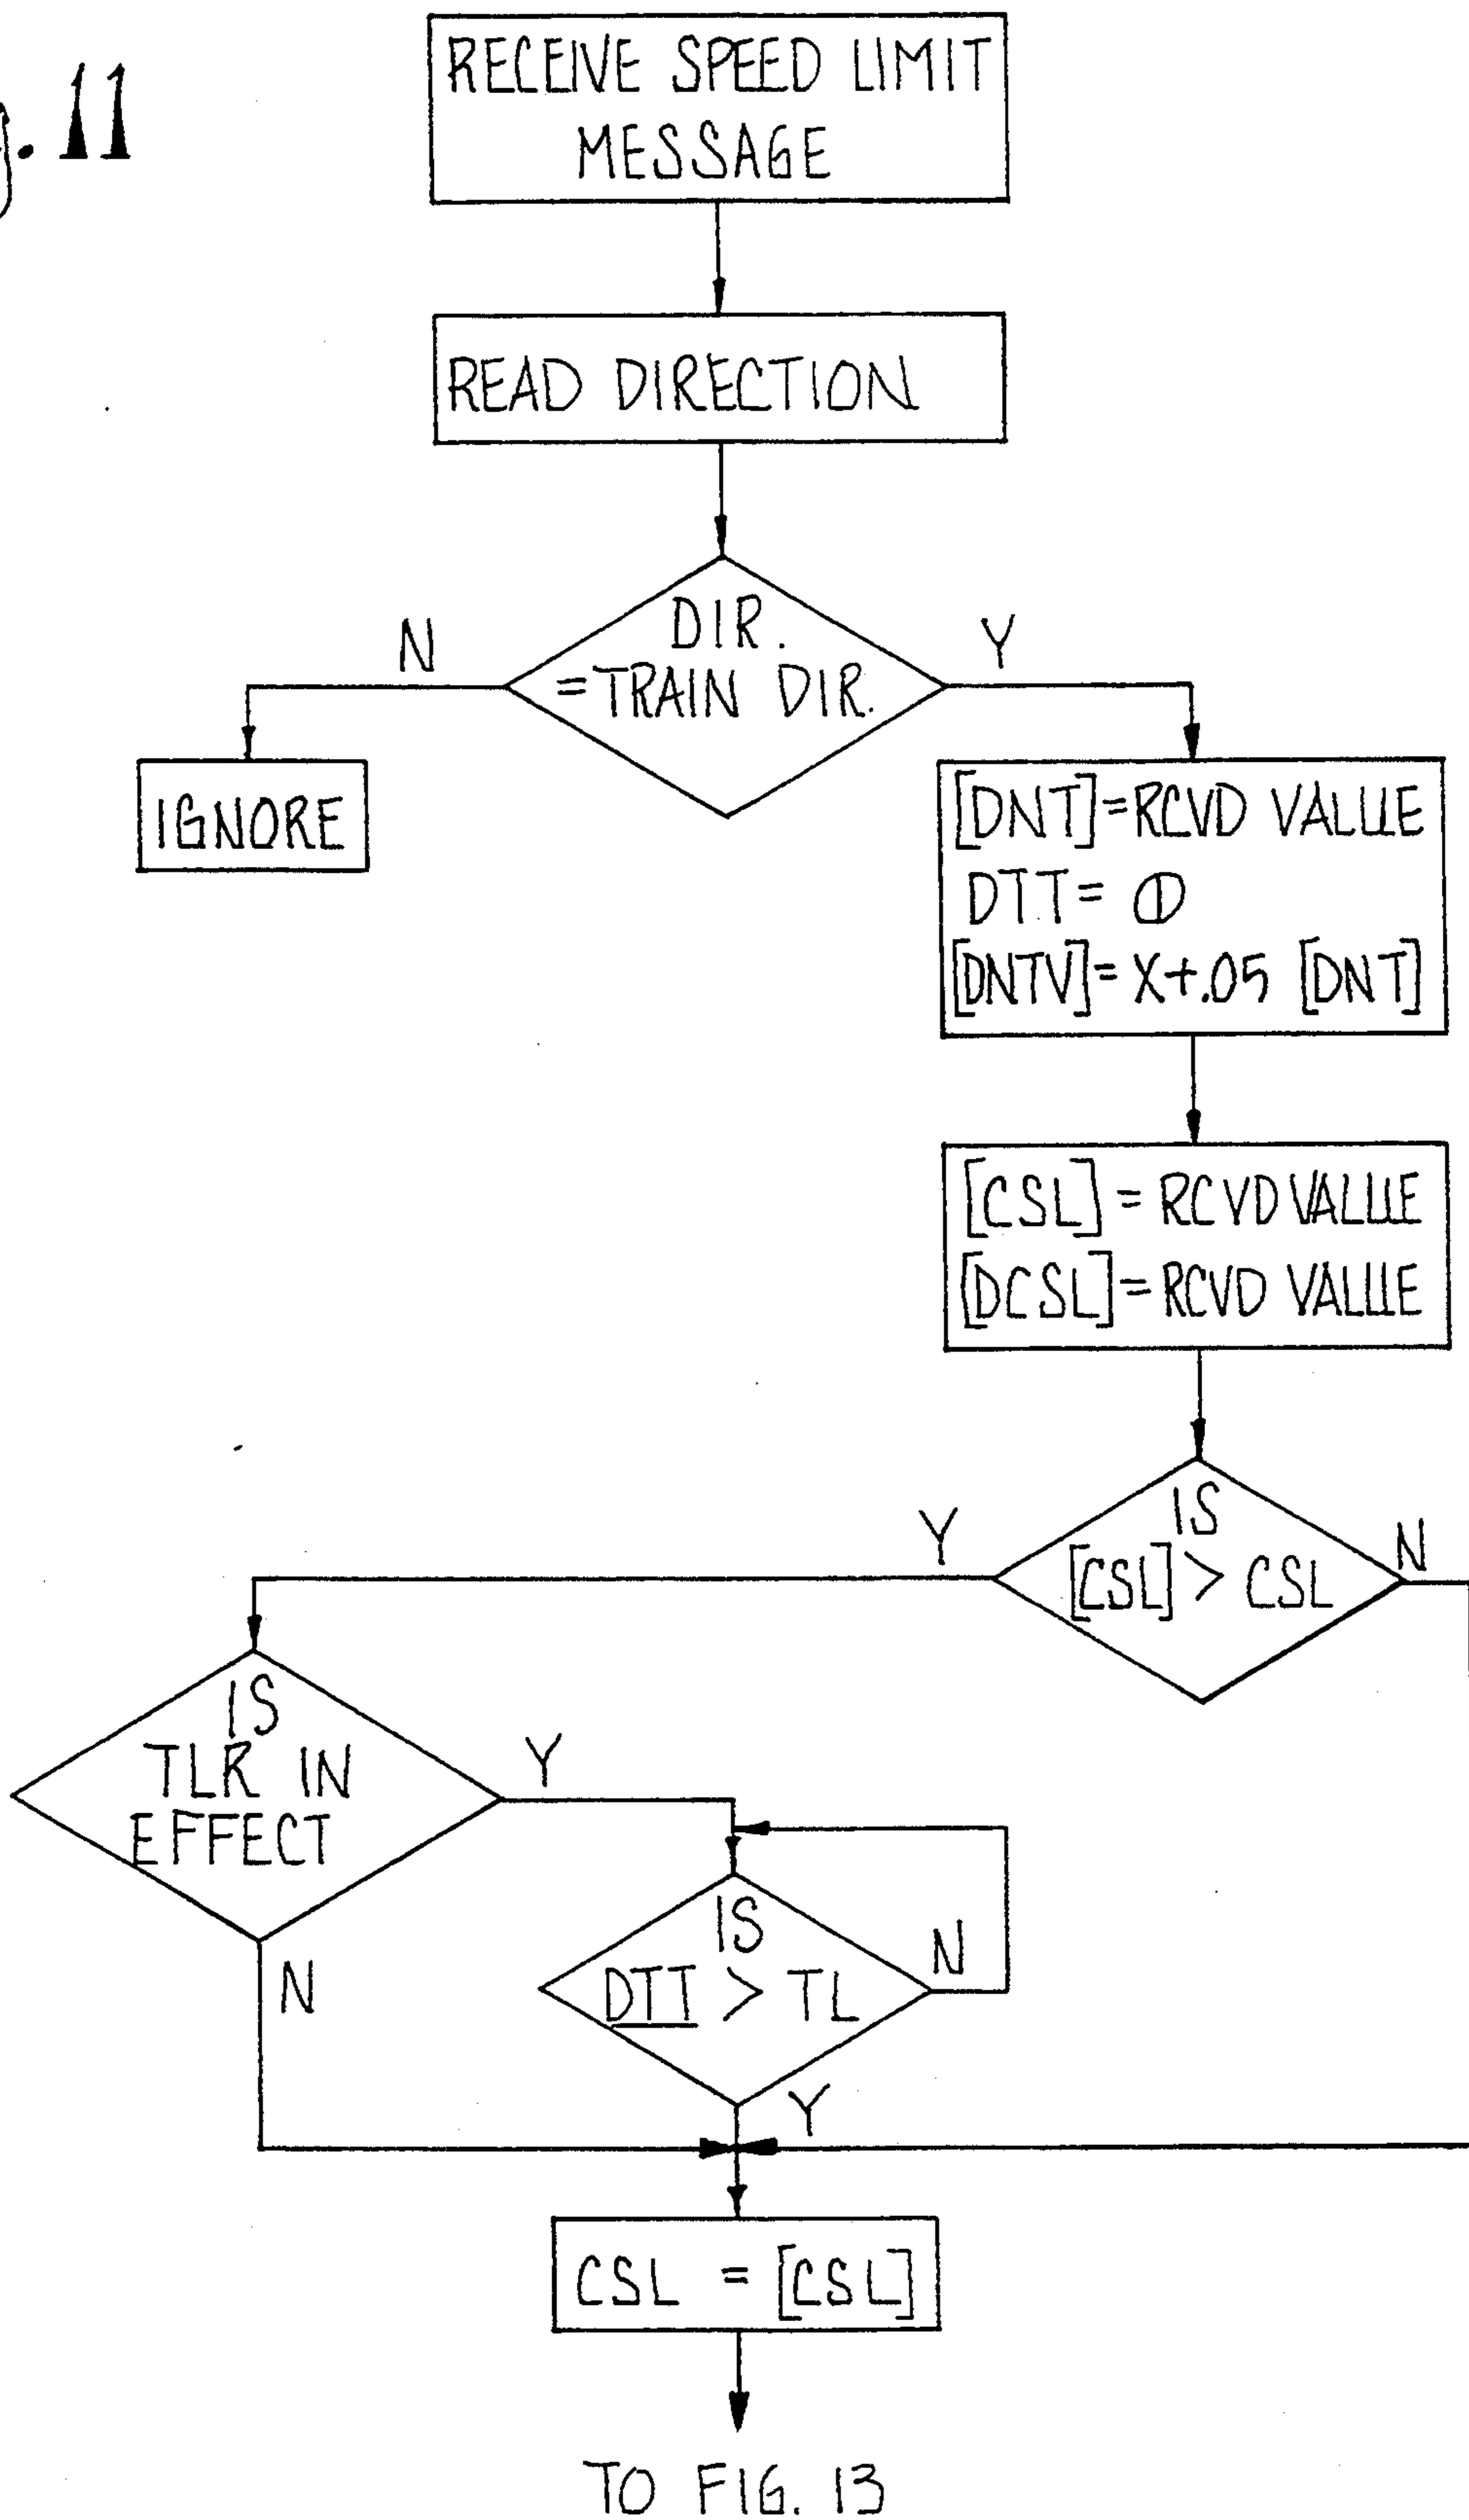 . 11
RECEIVE SPEED LIMIT
MESSAGE
READ DIRECTION
DIR.
=TRAIN DIR.
N
Y
IGNORE
[DNT]=RCVD VALUE
DTT= 0
[DNTV]= X+.05 [DNT]
[CSL] = RCVD VALUE
[DCSL]=RCVD VALUE
IS
[CSL] > CSL
Y
N
IS
TLR IN
EFFECT
Y
N
IS
DTT > TL
N
Y
CSL = [CSL]
TO FIG. 13